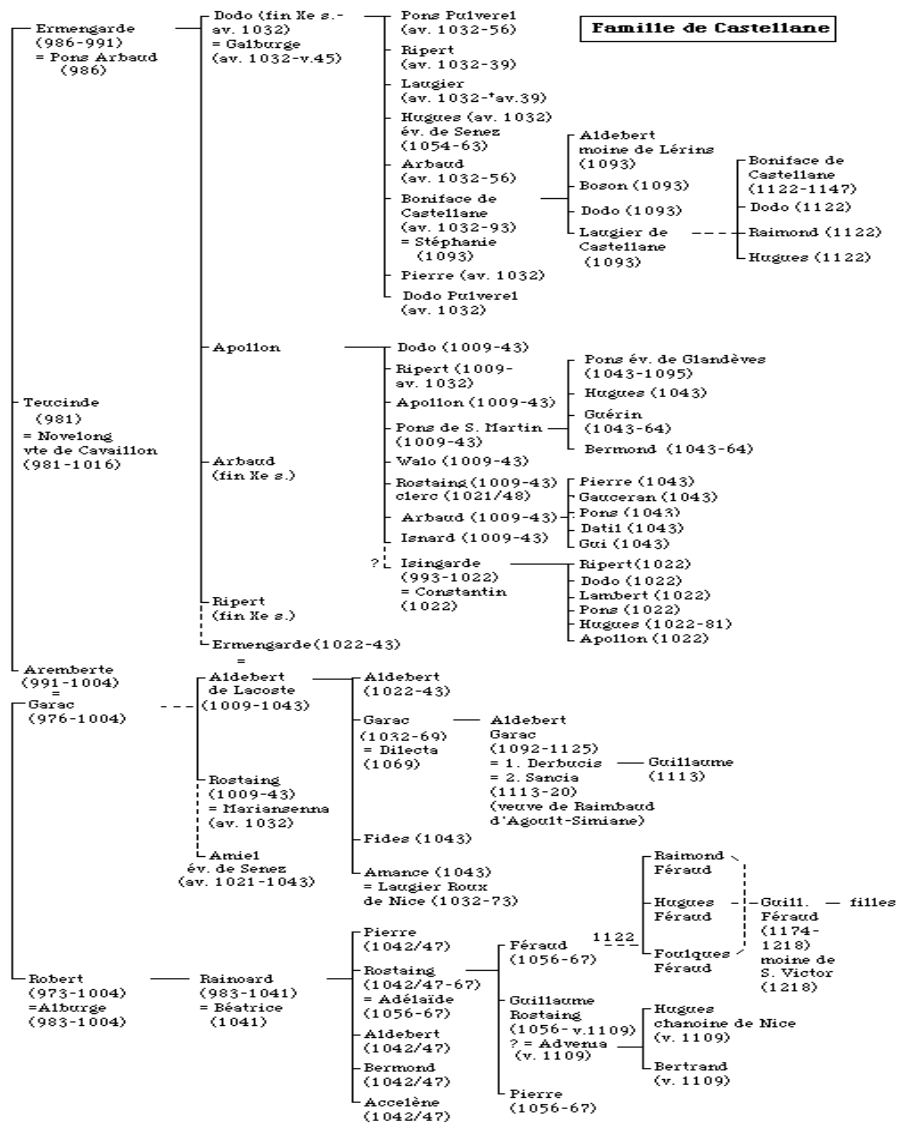 Famille de Castellane
Ermengarde
(986-991)
= Pons Arbaud
(986)
Teucinde
(981)
= Novelong
vte de Cavaillon
(981-1016)
Aremberte
(991-1004)
=
Garac
(976-1004)
Robert
(973-1004)
=Alburge
(983-1004)
Dodo (fin Xe s.-
av. 1032)
= Galburge
(av. 1032-v.45)
Apollon
Arbaud
(fin Xe s.)
Ripert
(fin Xe s.)
Ermengarde(1022-43)
=
Aldebert
de Lacoste
(1009-1043)
Rostaing
(1009-43)
= Mariansenna
(av. 1032)
Amiel
év. de Senez
(av. 1021-1043)
Rainoard
(983-1041)
= Béatrice
(1041)
Pons Pulverel
(av. 1032-56)
Ripert
(av. 1032-39)
Laugier
(av. 1032-†av.39)
Hugues (av. 1032)
év. de Senez
(1054-63)
Arbaud
(av. 1032-56)
Boniface de
Castellane
(av. 1032-93)
= Stéphanie
(1093)
Pierre (av. 1032)
Dodo Pulverel
(av. 1032)
Aldebert
moine de Lérins
(1093)
Boson (1093)
Dodo (1093)
Laugier de
Castellane
(1093)
Boniface de
Castellane
(1122-1147)
Dodo (1122)
Raimond (1122)
Hugues (1122)
Dodo (1009-43)
Ripert (1009-
av. 1032)
Apollon (1009-43)
Pons de S. Martin
(1009-43)
Walo (1009-43)
Rostaing (1009-43)
clerc (1021/48)
Arbaud (1009-43)
Isnard (1009-43)
? Isingarde
(993-1022)
= Constantin
(1022)
Pons év. de Glandèves
(1043-1095)
Hugues (1043)
Guérin
(1043-64)
Bermond (1043-64)
Pierre (1043)
Gauceran (1043)
Pons (1043)
Datil (1043)
Gui (1043)
Ripert(1022)
Dodo (1022)
Lambert (1022)
Pons (1022)
Hugues (1022-81)
Apollon (1022)
Aldebert
(1022-43)
Garac
(1032-69)
= Dilecta
(1069)
Fides (1043)
Amance (1043)
= Laugier Roux
de Nice (1032-73)
Aldebert
Garac
(1092-1125)
= 1. Derbucis
= 2. Sancia
(1113-20)
(veuve de Raimbaud
d'Agoult-Simiane)
Guillaume
(1113)
Pierre
(1042/47)
Rostaing
(1042/47-67)
= Adélaïde
(1056-67)
Aldebert
(1042/47)
Bermond
(1042/47)
Accelène
(1042/47)
Féraud
(1056-67)
1122
Guillaume
Rostaing
(1056-v.1109)
? = Advenia
(v. 1109)
Pierre
(1056-67)
Raimond
Féraud
Hugues
Féraud
Foulques
Féraud
Guill.
Féraud
(1174-
1218)
moine de
S. Victor
(1218)
filles
Hugues
chanoine de Nice
(v. 1109)
Bertrand
(v. 1109)